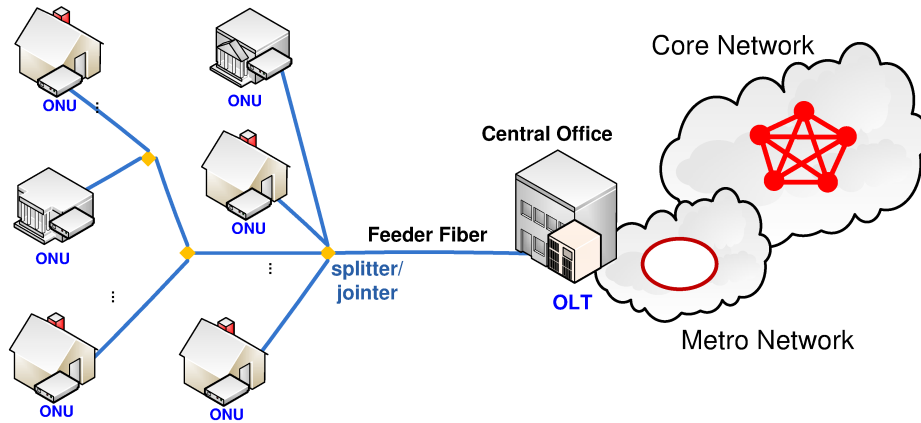 Core Network
ONU
ONU
Central Office
ONU
Feeder Fiber
ONU
splitter/
jointer
OLT
Metro Network
ONU
ONU